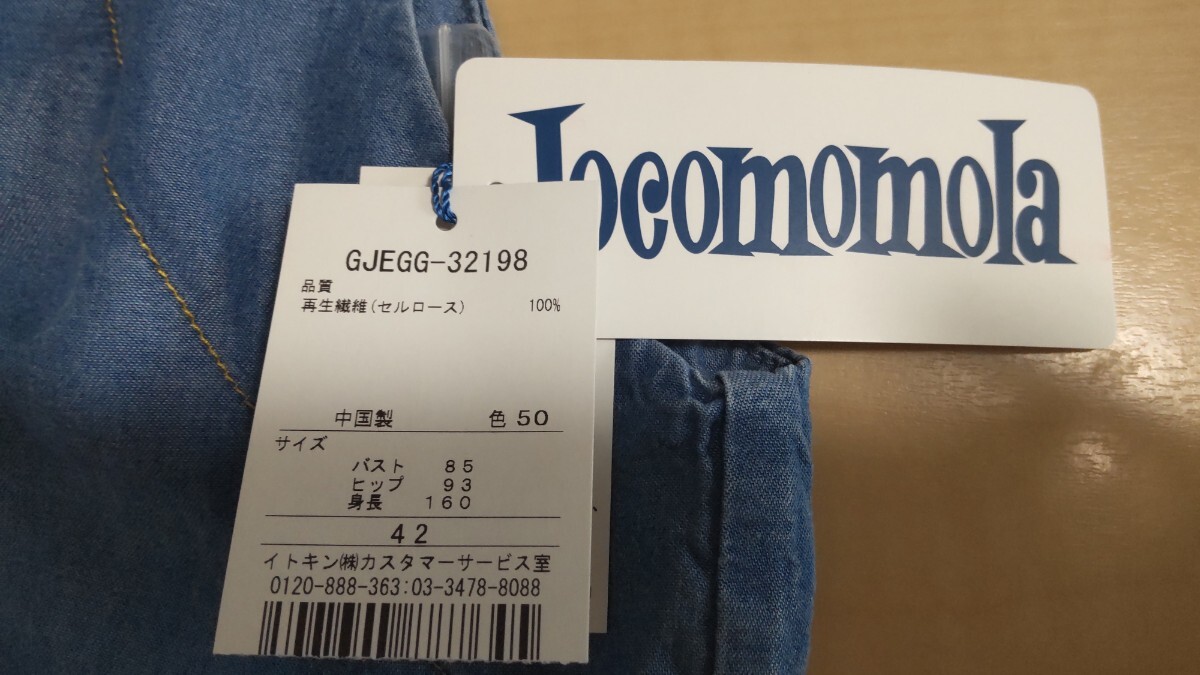 locomomola
GJEGG-32198
品質
再生繊維(セルロース) 100%
中国製 色 50
サイズ
バスト 85
ヒップ 93
身長 160
42
イトキン(株)カスタマーサービス室
0120-888-363:03-3478-8088